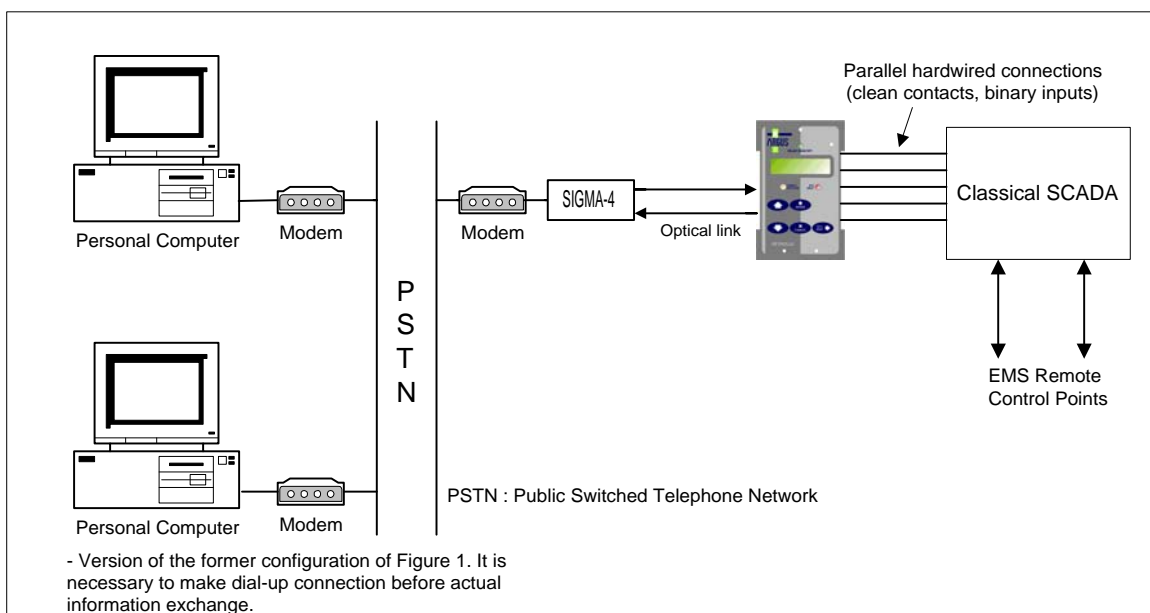 Parallel hardwired connections
(clean contacts, binary inputs)
ARGUS
SIGMA-4
Classical SCADA
Personal Computer
Modem
Modem
Optical link
P
S
T
N
EMS Remote
Control Points
PSTN : Public Switched Telephone Network
Personal Computer
Modem
- Version of the former configuration of Figure 1. It is
necessary to make dial-up connection before actual
information exchange.